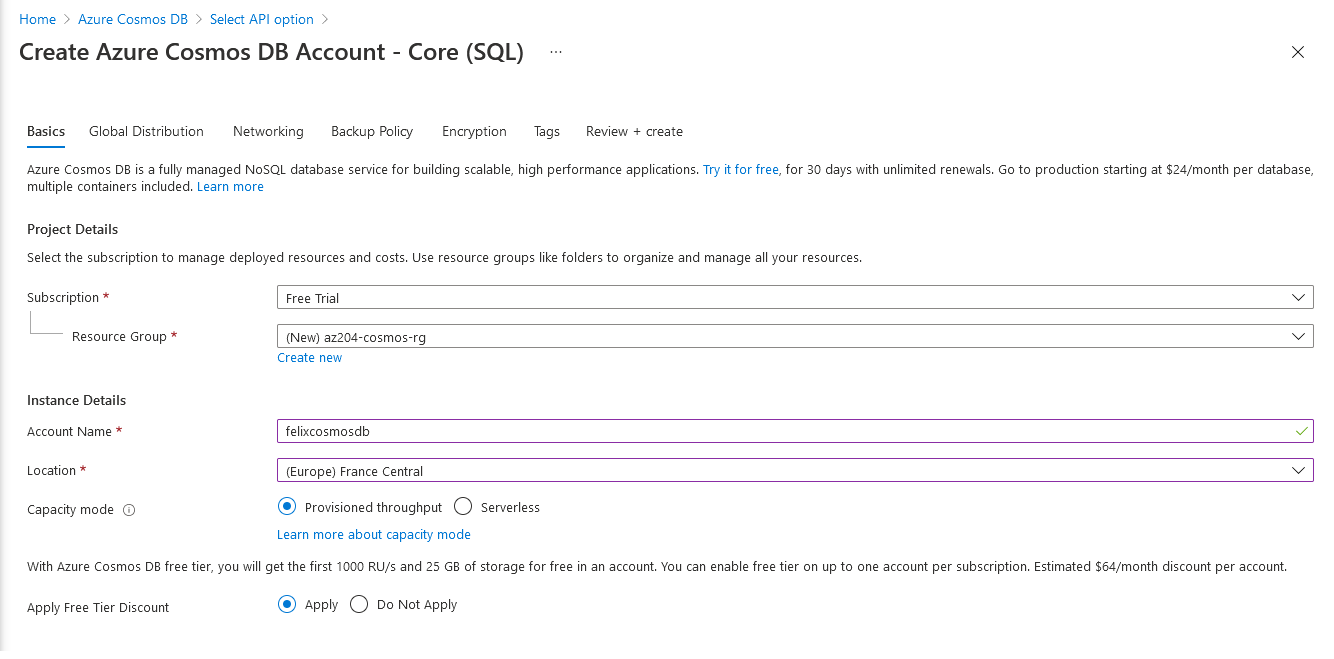 Home > Azure Cosmos DB > Select API option >
Create Azure Cosmos DB Account - Core (SQL) ...
Basics Global Distribution Networking Backup Policy Encryption Tags Review + create
Azure Cosmos DB is a fully managed NoSQL database service for building scalable, high performance applications. Try it for free, for 30 days with unlimited renewals. Go to production starting at $24/month per database,
multiple containers included. Learn more
Project Details
Select the subscription to manage deployed resources and costs. Use resource groups like folders to organize and manage all your resources.
Subscription * Free Trial
Resource Group * (New) az204-cosmos-rg
Create new
Instance Details
Account Name * felixcosmosdb
Location * (Europe) France Central
Capacity mode Provisioned throughput Serverless
Learn more about capacity mode
With Azure Cosmos DB free tier, you will get the first 1000 RU/s and 25 GB of storage for free in an account. You can enable free tier on up to one account per subscription. Estimated $64/month discount per account.
Apply Free Tier Discount Apply Do Not Apply